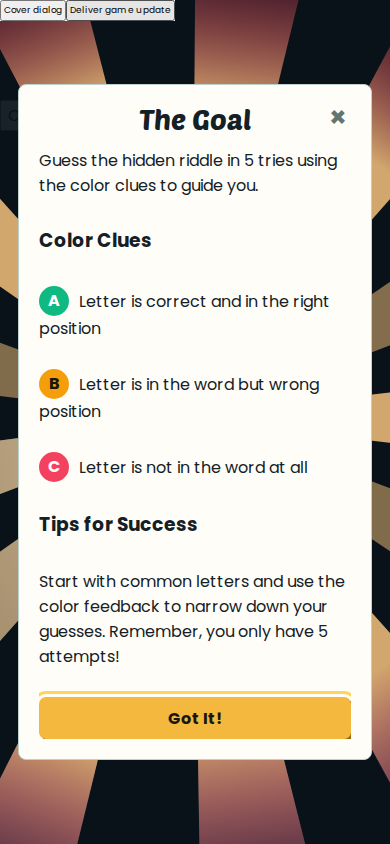 Cover dialog Deliver game update
The Goal
✖
Guess the hidden riddle in 5 tries using
the color clues to guide you.
Color Clues
A Letter is correct and in the right
position
B Letter is in the word but wrong
position
C Letter is not in the word at all
Tips for Success
Start with common letters and use the
color feedback to narrow down your
guesses. Remember, you only have 5
attempts!
Got It!